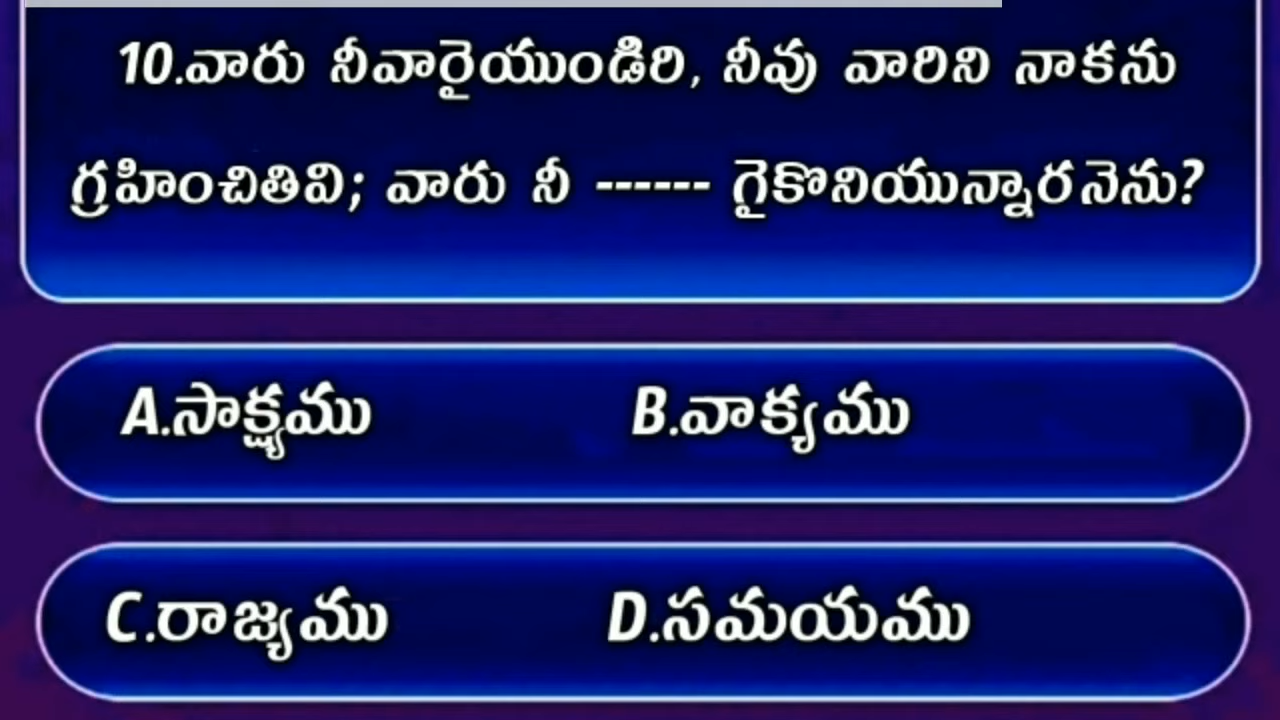 10.వారు నీవారైయుండిరి, నీవు వారిని నాకను
గ్రహించితివి; వారు నీ ------ గైకొనియున్నారనెను?
A.సాక్ష్యము B.వాక్యము
C.రాజ్యము D.సమయము